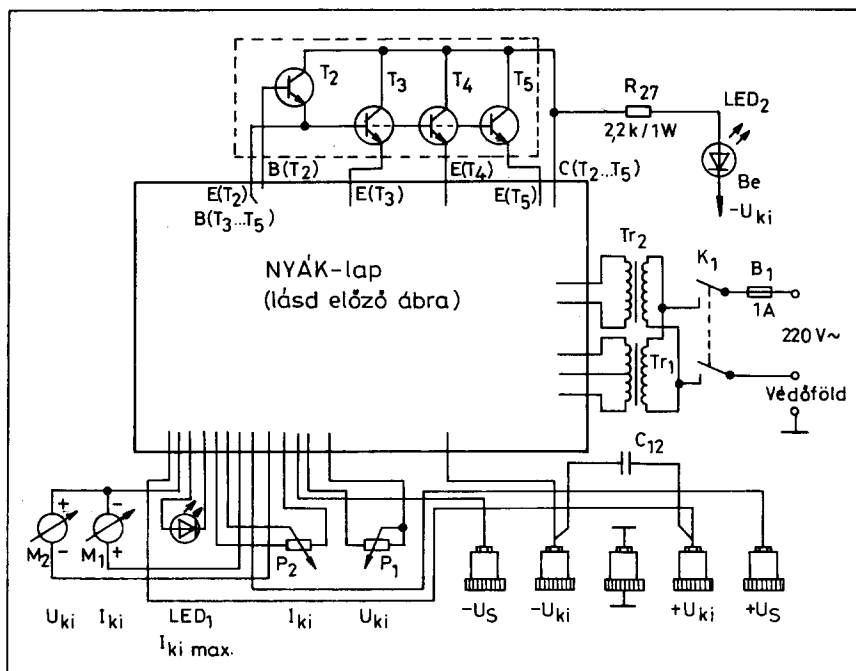 T2
T3
T4
T5
R27
2,2k/1W
LED2
Be
-Uki
B(T2)
E(T2)
B(T3...T5)
E(T3)
E(T4)
E(T5)
C(T2...T5)
NYÁK-lap
(lásd előző ábra)
Tr2
Tr1
K1
B1
1A
220 V~
Védőföld
C12
+
-
M2
-
+
M1
P2
P1
Uki
Iki
LED1
Iki max.
Iki
Uki
-US
-Uki
+Uki
+US